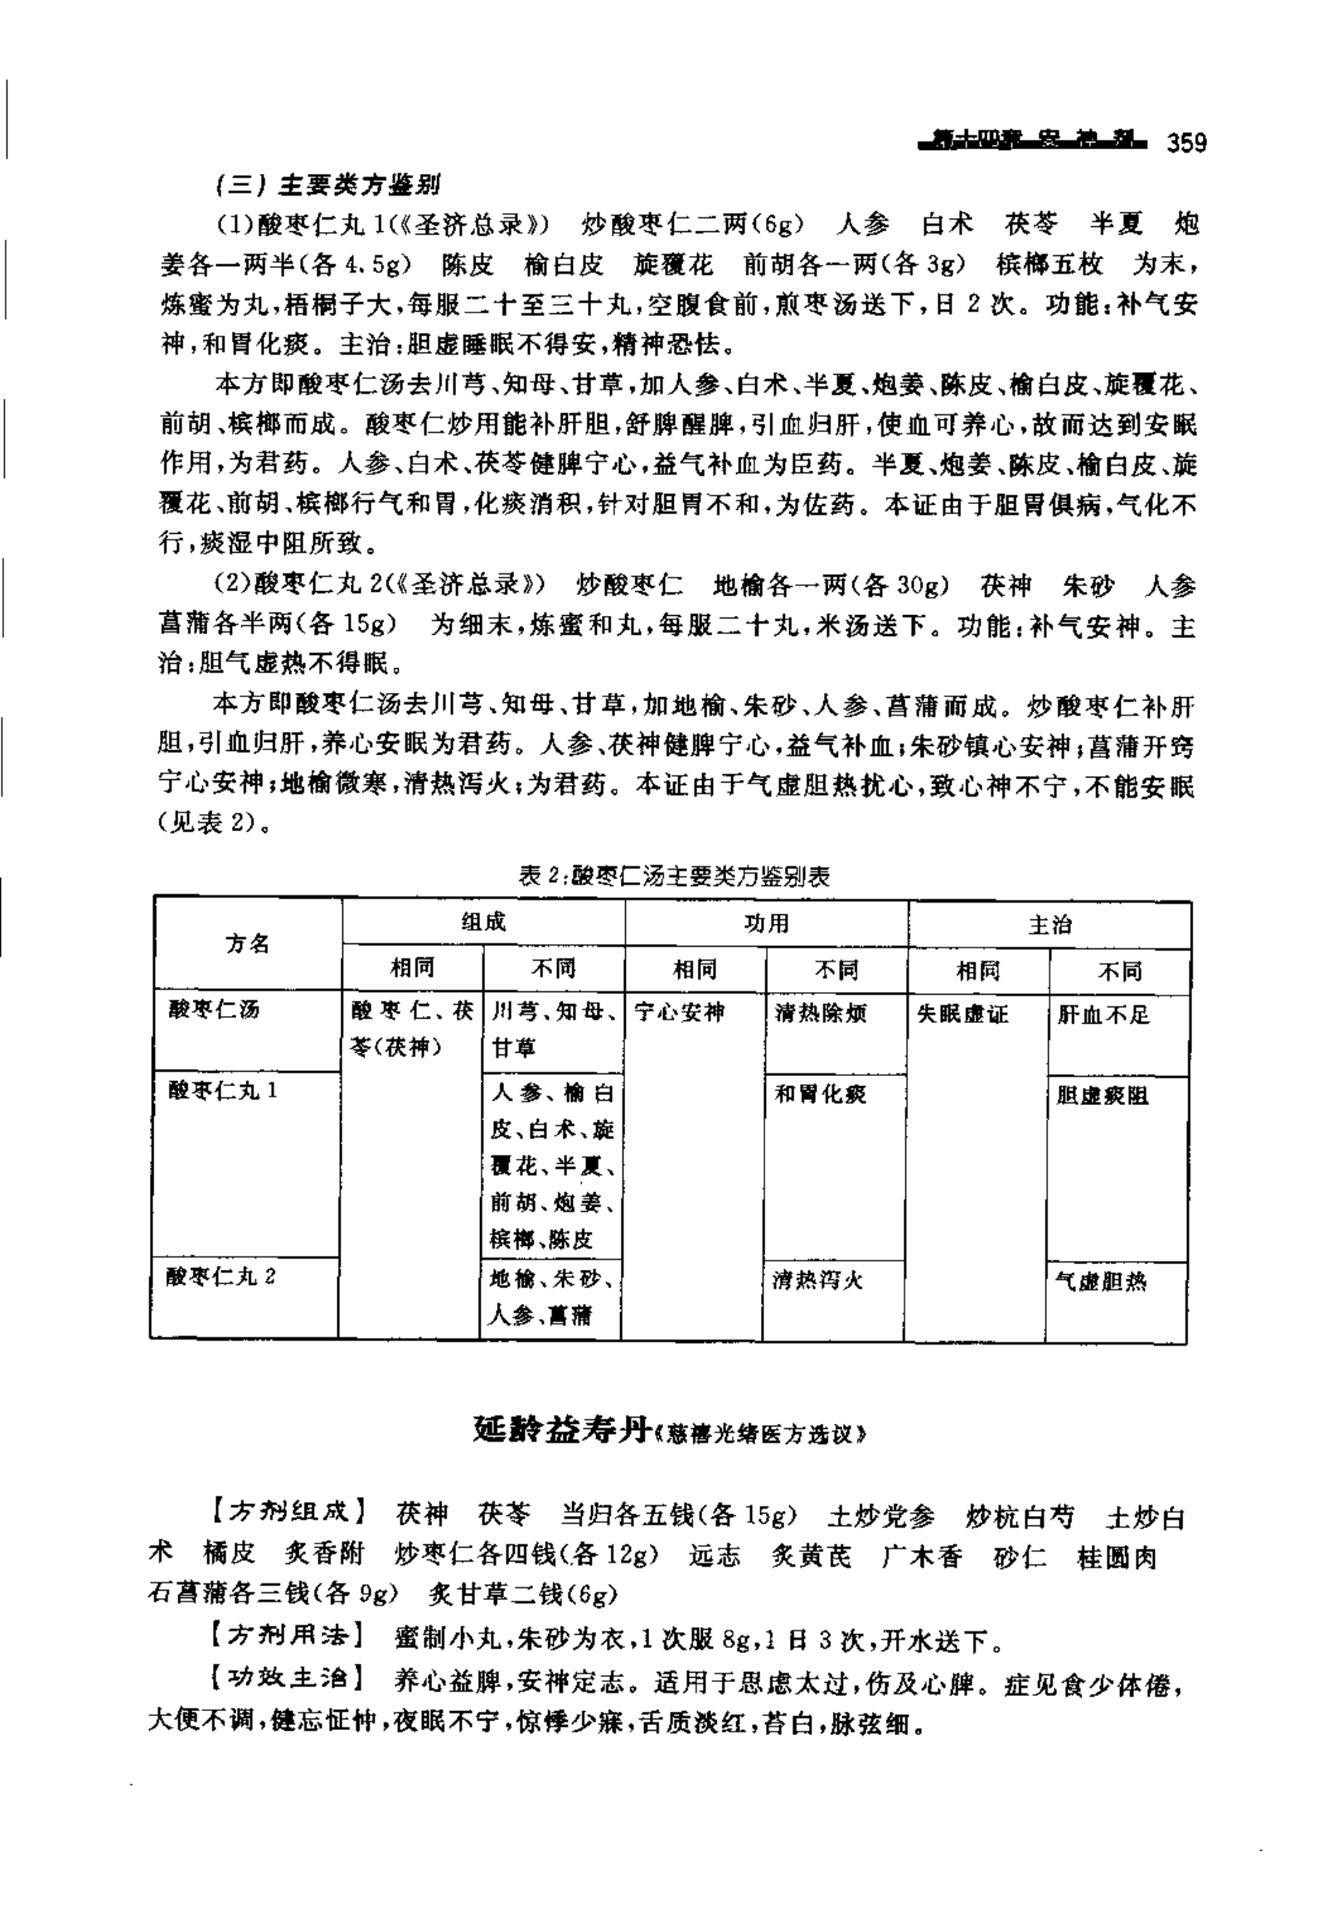 第十四章 安神剂 359
(三)主要类方鉴别
(1)酸枣仁丸1(《圣济总录》) 炒酸枣仁二两(6g) 人参 白术 茯苓 半夏 炮
姜各一两半(各4.5g) 陈皮 榆白皮 旋覆花 前胡各一两(各3g) 槟榔五枚 为末,
炼蜜为丸,梧桐子大,每服二十至三十丸,空腹食前,煎枣汤送下,日2次。功能:补气安
神,和胃化痰。主治:胆虚睡眠不得安,精神恐怯。
本方即酸枣仁汤去川芎、知母、甘草,加人参、白术、半夏、炮姜、陈皮、榆白皮、旋覆花、
前胡、槟榔而成。酸枣仁炒用能补肝胆,舒脾醒脾,引血归肝,使血可养心,故而达到安眠
作用,为君药。人参、白术、茯苓健脾宁心,益气补血为臣药。半夏、炮姜、陈皮、榆白皮、旋
覆花、前胡、槟榔行气和胃,化痰消积,针对胆胃不和,为佐药。本证由于胆胃俱病,气化不
行,痰湿中阻所致。
(2)酸枣仁丸2(《圣济总录》) 炒酸枣仁 地榆各一两(各30g) 茯神 朱砂 人参
菖蒲各半两(各15g) 为细末,炼蜜和丸,每服二十丸,米汤送下。功能:补气安神。主
治:胆气虚热不得眠。
本方即酸枣仁汤去川芎、知母、甘草,加地榆、朱砂、人参、菖蒲而成。炒酸枣仁补肝
胆,引血归肝,养心安眠为君药。人参、茯神健脾宁心,益气补血;朱砂镇心安神;菖蒲开窍
宁心安神;地榆微寒,清热泻火;为君药。本证由于气虚胆热扰心,致心神不宁,不能安眠
(见表2)。
表2:酸枣仁汤主要类方鉴别表
方名 组成 功用 主治
相同 不同 相同 不同 相同 不同
酸枣仁汤 酸枣仁、茯 川芎、知母、 宁心安神 清热除烦 失眠虚证 肝血不足
苓(茯神) 甘草
酸枣仁丸1 人参、榆白 和胃化痰 胆虚痰阻
皮、白术、旋
覆花、半夏、
前胡、炮姜、
槟榔、陈皮
酸枣仁丸2 地榆、朱砂、 清热泻火 气虚胆热
人参、菖蒲
延龄益寿丹《慈禧光绪医方选议》
【方剂组成】 茯神 茯苓 当归各五钱(各15g) 土炒党参 炒杭白芍 土炒白
术 橘皮 炙香附 炒枣仁各四钱(各12g) 远志 炙黄芪 广木香 砂仁 桂圆肉
石菖蒲各三钱(各9g) 炙甘草二钱(6g)
【方剂用法】 蜜制小丸,朱砂为衣,1次服8g,1日3次,开水送下。
【功效主治】 养心益脾,安神定志。适用于思虑太过,伤及心脾。症见食少体倦,
大便不调,健忘怔忡,夜眠不宁,惊悸少寐,舌质淡红,苔白,脉弦细。